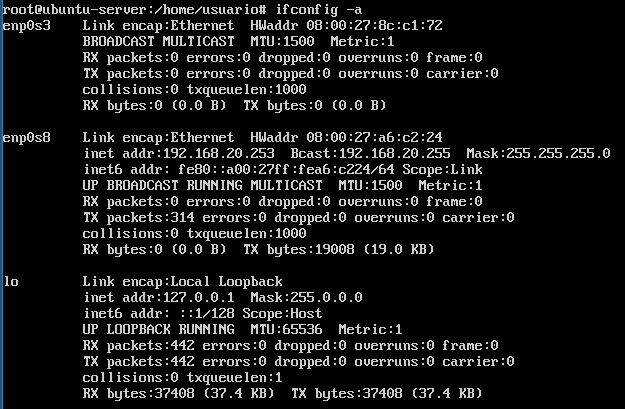 root@ubuntu-server:/home/usuario# ifconfig -a
enp0s3    Link encap:Ethernet  HWaddr 08:00:27:8c:c1:72
          BROADCAST MULTICAST  MTU:1500  Metric:1
          RX packets:0 errors:0 dropped:0 overruns:0 frame:0
          TX packets:0 errors:0 dropped:0 overruns:0 carrier:0
          collisions:0 txqueuelen:1000
          RX bytes:0 (0.0 B)  TX bytes:0 (0.0 B)
enp0s8    Link encap:Ethernet  HWaddr 08:00:27:a6:c2:24
          inet addr:192.168.20.253  Bcast:192.168.20.255  Mask:255.255.255.0
          inet6 addr: fe80::a00:27ff:fea6:c224/64 Scope:Link
          UP BROADCAST RUNNING MULTICAST  MTU:1500  Metric:1
          RX packets:0 errors:0 dropped:0 overruns:0 frame:0
          TX packets:314 errors:0 dropped:0 overruns:0 carrier:0
          collisions:0 txqueuelen:1000
          RX bytes:0 (0.0 B)  TX bytes:19008 (19.0 KB)
lo        Link encap:Local Loopback
          inet addr:127.0.0.1  Mask:255.0.0.0
          inet6 addr: ::1/128 Scope:Host
          UP LOOPBACK RUNNING  MTU:65536  Metric:1
          RX packets:442 errors:0 dropped:0 overruns:0 frame:0
          TX packets:442 errors:0 dropped:0 overruns:0 carrier:0
          collisions:0 txqueuelen:1
          RX bytes:37408 (37.4 KB)  TX bytes:37408 (37.4 KB)